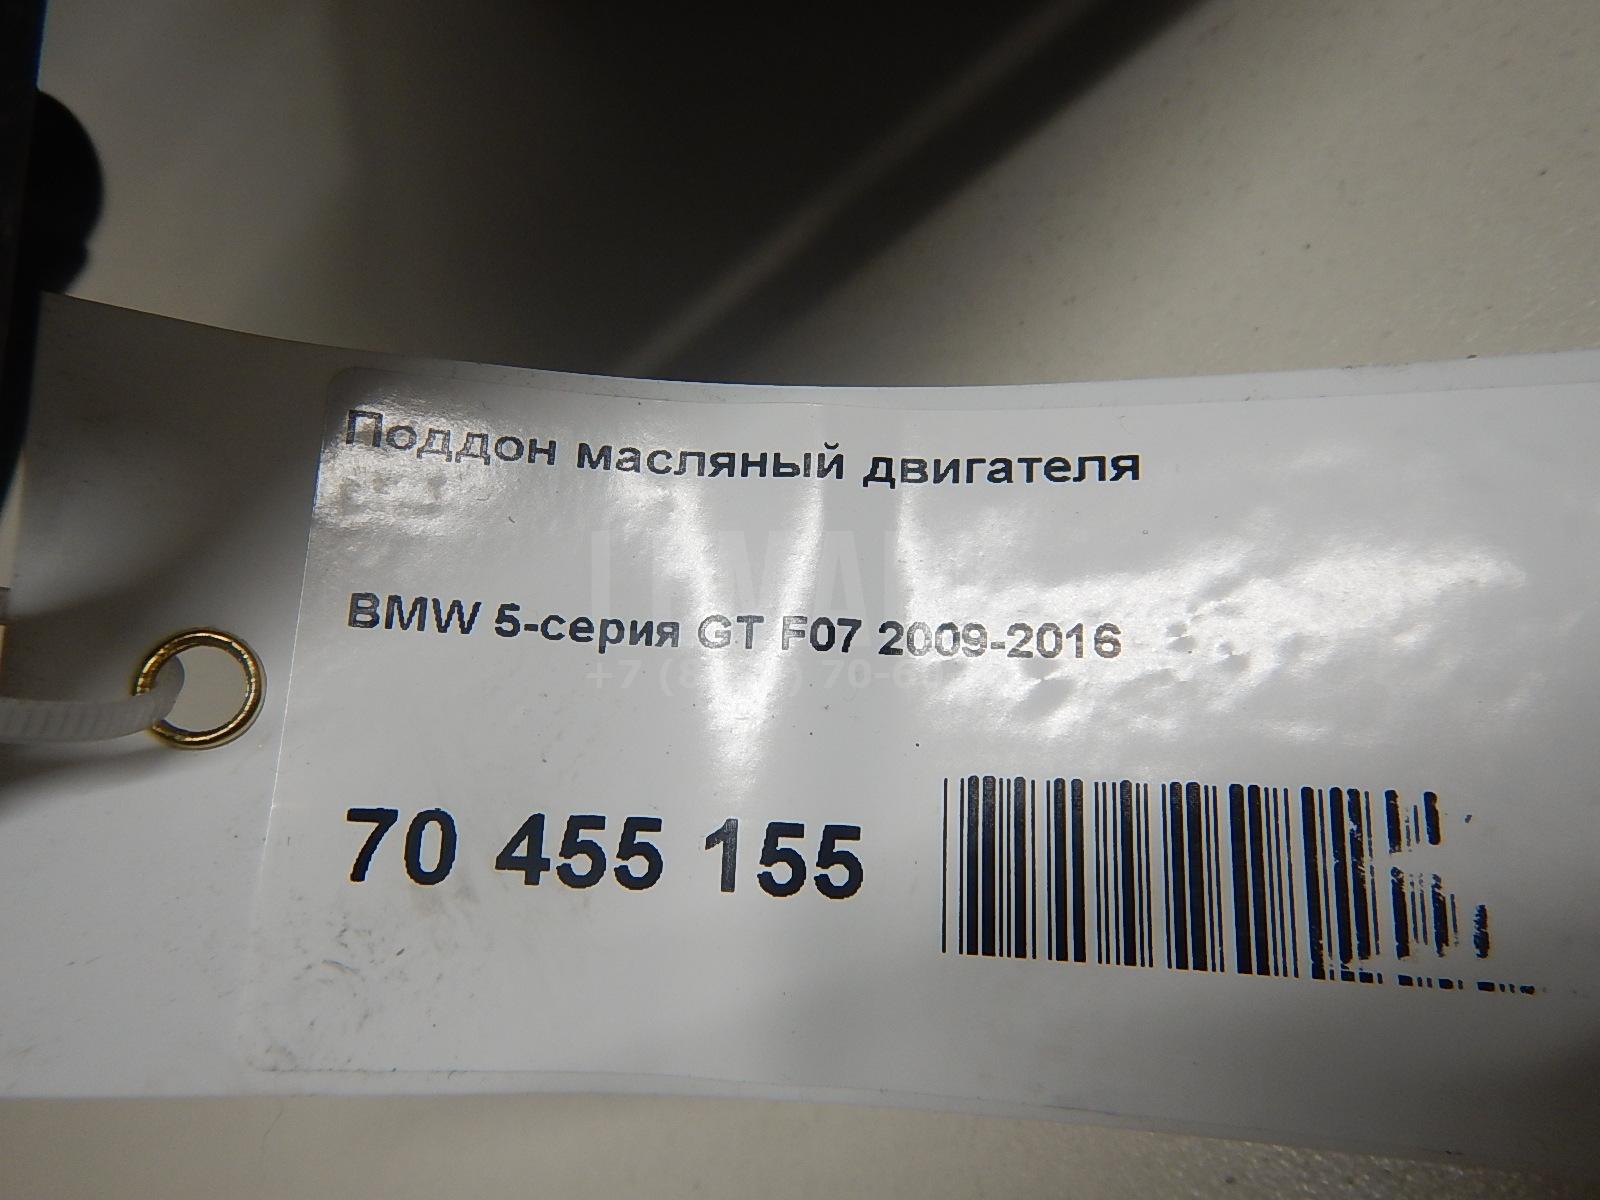 Поддон масляный двигателя
BMW 5-серия GT F07 2009-2016
70 455 155